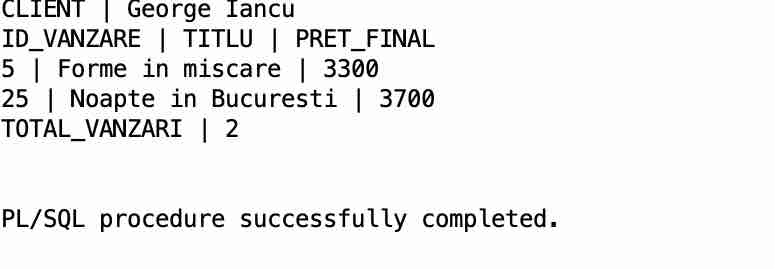 CLIENT | George Iancu
ID_VANZARE | TITLU | PRET_FINAL
5 | Forme in miscare | 3300
25 | Noapte in Bucuresti | 3700
TOTAL_VANZARI | 2
PL/SQL procedure successfully completed.